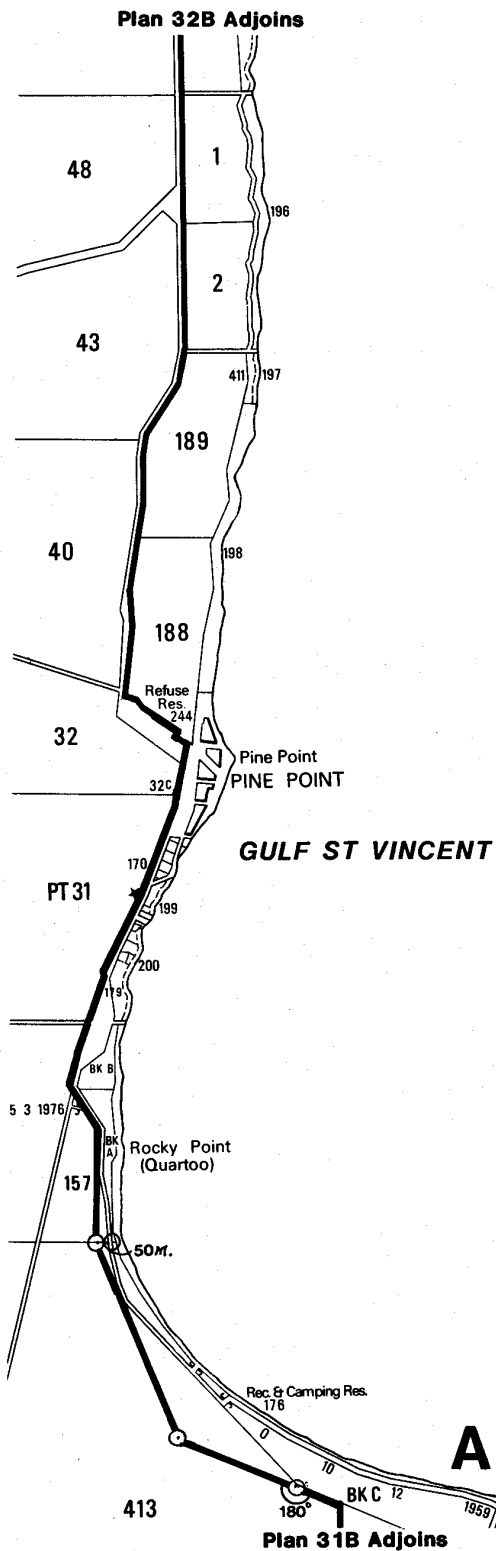 Plan 32B Adjoins
48
1
196
2
43
411 197
189
40
198
188
Refuse
Res.
244
32
Pine Point
PINE POINT
32C
GULF ST VINCENT
170
PT 31
199
200
179
BK B
5 3 1976
BK
A
Rocky Point
(Quartoo)
157
50M.
Rec. & Camping Res.
176
0
10
A
BK C 12
1959
180°
413
Plan 31B Adjoins